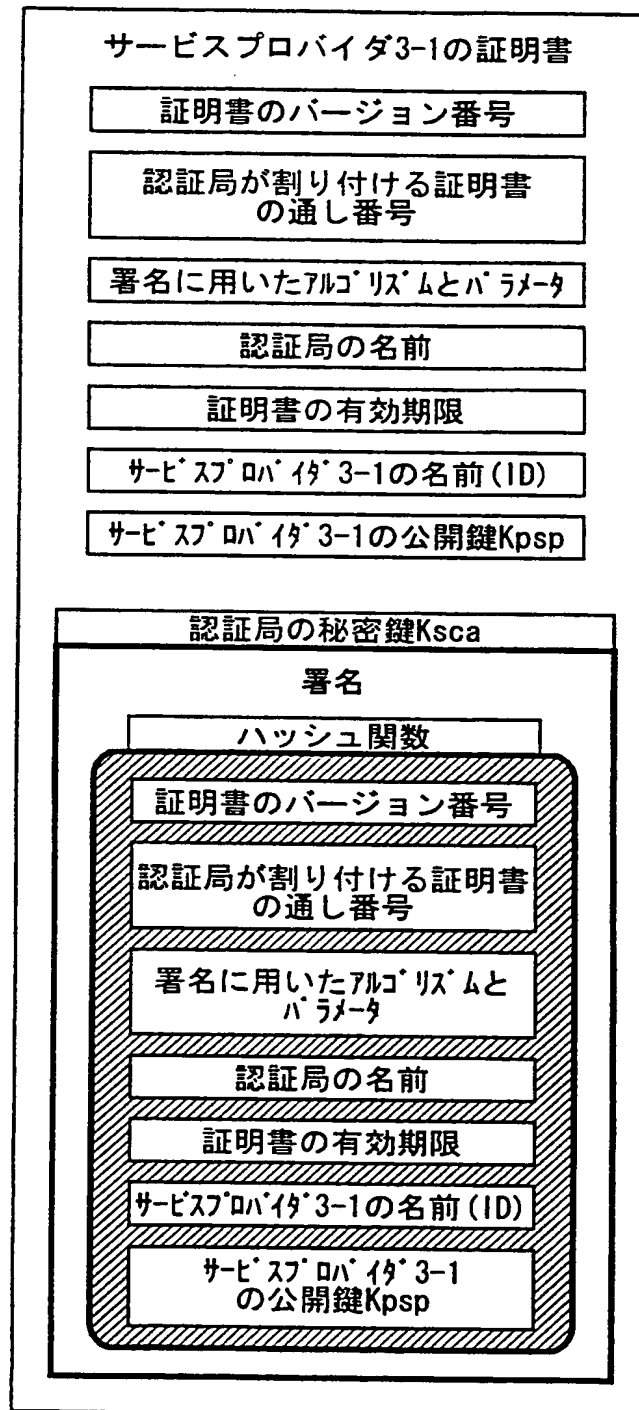 サービスプロバイダ3-1の証明書
証明書のバージョン番号
認証局が割り付ける証明書
の通し番号
署名に用いたｱﾙｺﾞﾘｽﾞﾑとﾊﾟﾗﾒｰﾀ
認証局の名前
証明書の有効期限
ｻｰﾋﾞｽﾌﾟﾛﾊﾞｲﾀﾞ3-1の名前(ID)
ｻｰﾋﾞｽﾌﾟﾛﾊﾞｲﾀﾞ3-1の公開鍵Kpsp
認証局の秘密鍵Ksca
署名
ハッシュ関数
証明書のバージョン番号
認証局が割り付ける証明書
の通し番号
署名に用いたｱﾙｺﾞﾘｽﾞﾑと
ﾊﾟﾗﾒｰﾀ
認証局の名前
証明書の有効期限
ｻｰﾋﾞｽﾌﾟﾛﾊﾞｲﾀﾞ3-1の名前(ID)
ｻｰﾋﾞｽﾌﾟﾛﾊﾞｲﾀﾞ3-1
の公開鍵Kpsp